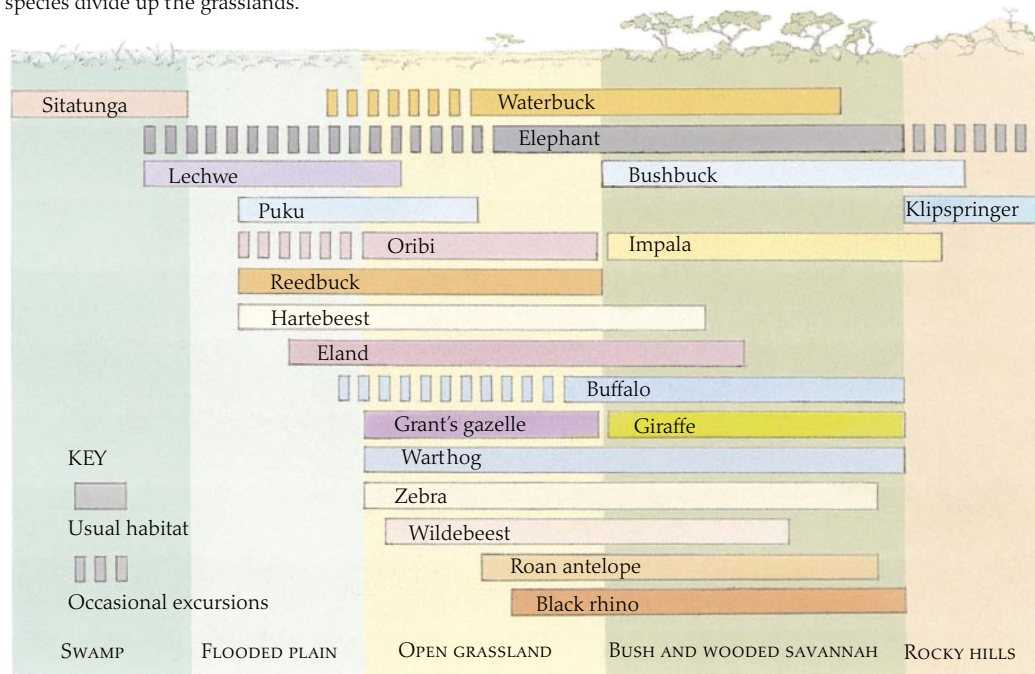 species divide up the grasslands.
Sitatunga
Waterbuck
Elephant
Lechwe
Bushbuck
Puku
Klipspringer
Oribi
Impala
Reedbuck
Hartebeest
Eland
Buffalo
Grant's gazelle
Giraffe
KEY
Warthog
Zebra
Usual habitat
Wildebeest
Roan antelope
Occasional excursions
Black rhino
SWAMP
FLOODED PLAIN
OPEN GRASSLAND
BUSH AND WOODED SAVANNAH
ROCKY HILLS